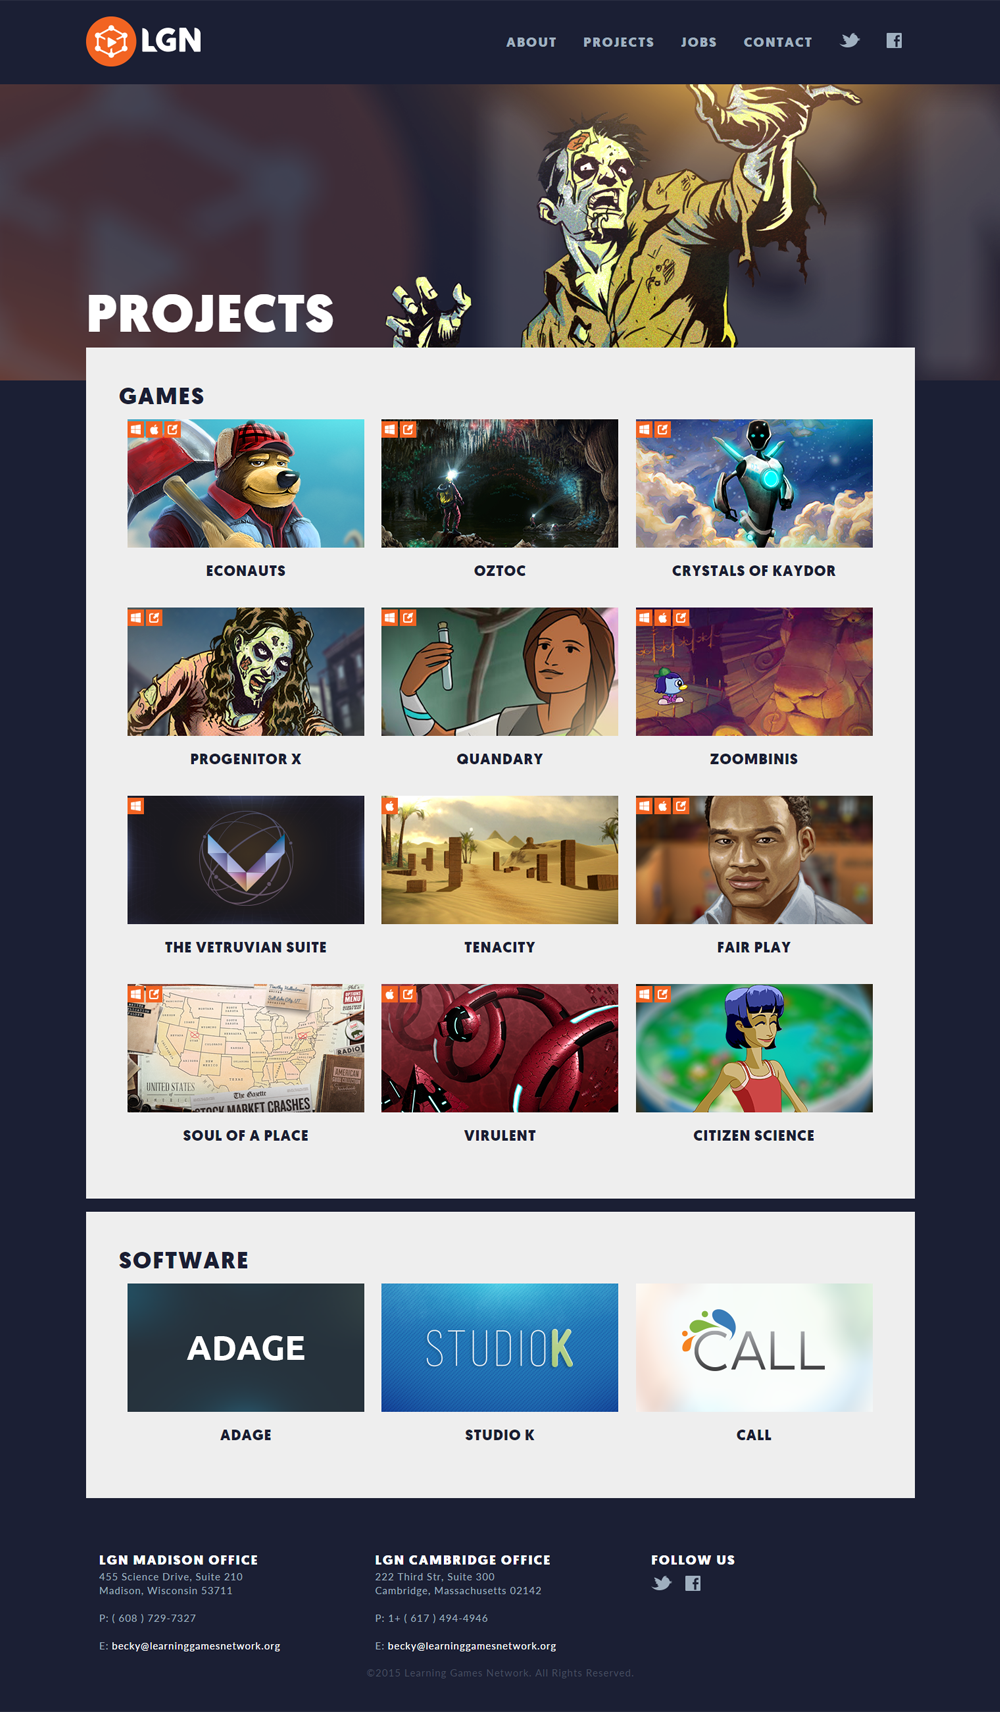 LGN
ABOUT PROJECTS JOBS CONTACT
PROJECTS
GAMES
ECONAUTS
OZTOC
CRYSTALS OF KAYDOR
PROGENITOR X
QUANDARY
ZOOMBINIS
THE VETRUVIAN SUITE
TENACITY
FAIR PLAY
MENU
RADIO
UNITED STATES
TEXAS
AMERICAN
The Gazette
STOCK MARKET CRASHES
SOUL OF A PLACE
VIRULENT
CITIZEN SCIENCE
SOFTWARE
ADAGE
STUDIOK
CALL
ADAGE
STUDIO K
CALL
LGN MADISON OFFICE
455 Science Drive, Suite 210
Madison, Wisconsin 53711
P: ( 608 ) 729-7327
E: becky@learninggamesnetwork.org
LGN CAMBRIDGE OFFICE
222 Third Str, Suite 300
Cambridge, Massachusetts 02142
P: 1+ ( 617 ) 494-4946
E: becky@learninggamesnetwork.org
FOLLOW US
©2015 Learning Games Network. All Rights Reserved.